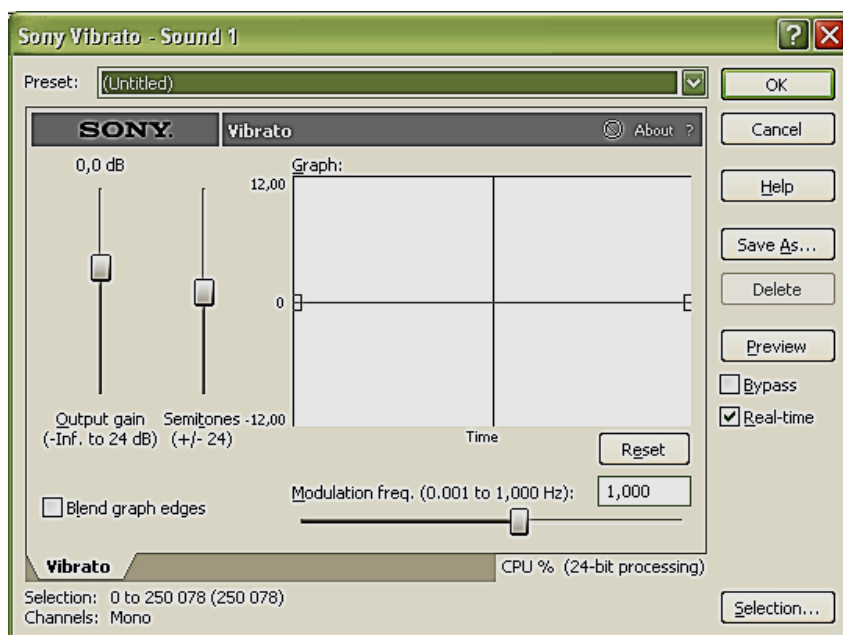 Sony Vibrato - Sound 1
Preset: (Untitled)
OK
SONY. Vibrato About ?
Cancel
0,0 dB
Graph:
12,00
Help
Save As...
0
Delete
Preview
Bypass
Output gain Semitones -12,00
Real-time
(-Inf. to 24 dB) (+/- 24)
Time
Reset
Modulation freq. (0.001 to 1,000 Hz): 1,000
Blend graph edges
Vibrato
CPU % (24-bit processing)
Selection: 0 to 250 078 (250 078)
Channels: Mono
Selection...